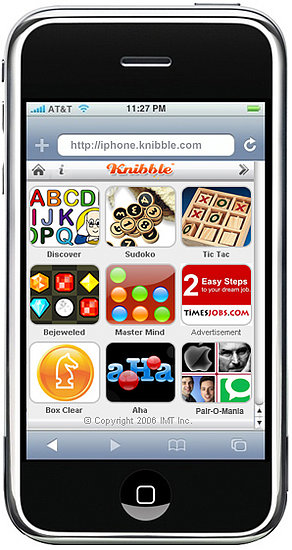 AT&T 11:27 PM
http://iphone.knibble.com
i Knibble
ABCD
IJK
OPQ
Discover Sudoko Tic Tac
2 Easy Steps
to your dream job.
TIMESJOBS.COM
Bejeweled Master Mind Advertisement
aHa
Box Clear Aha Pair-O-Mania
© Copyright 2006 IMT Inc.